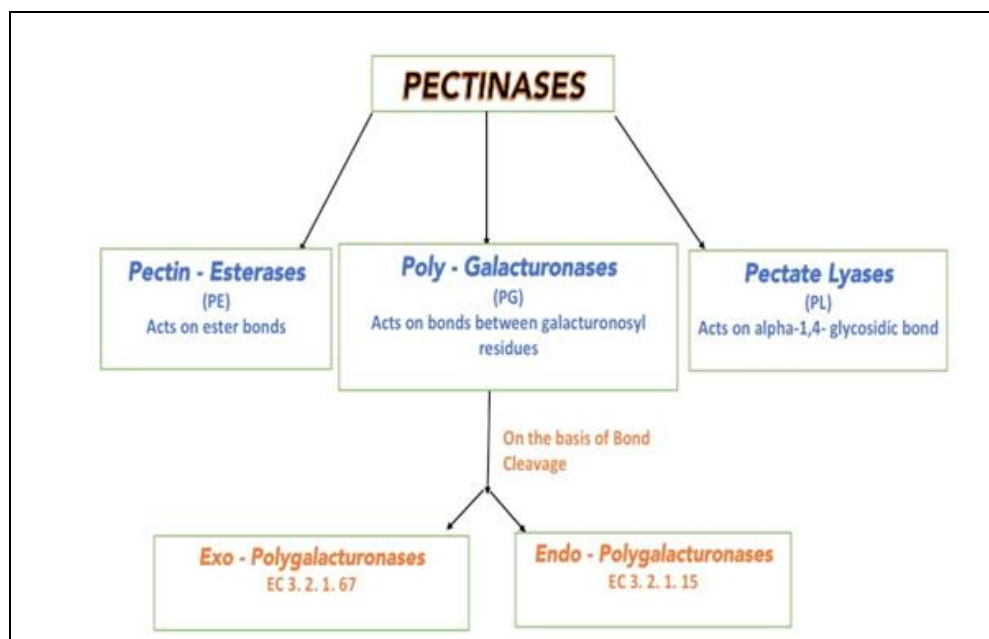 PECTINASES
Pectin - Esterases
(PE)
Acts on ester bonds
Poly - Galacturonases
(PG)
Acts on bonds between galacturonosyl
residues
Pectate Lyases
(PL)
Acts on alpha-1,4- glycosidic bond
On the basis of Bond
Cleavage
Exo - Polygalacturonases
EC 3. 2. 1. 67
Endo - Polygalacturonases
EC 3. 2. 1. 15